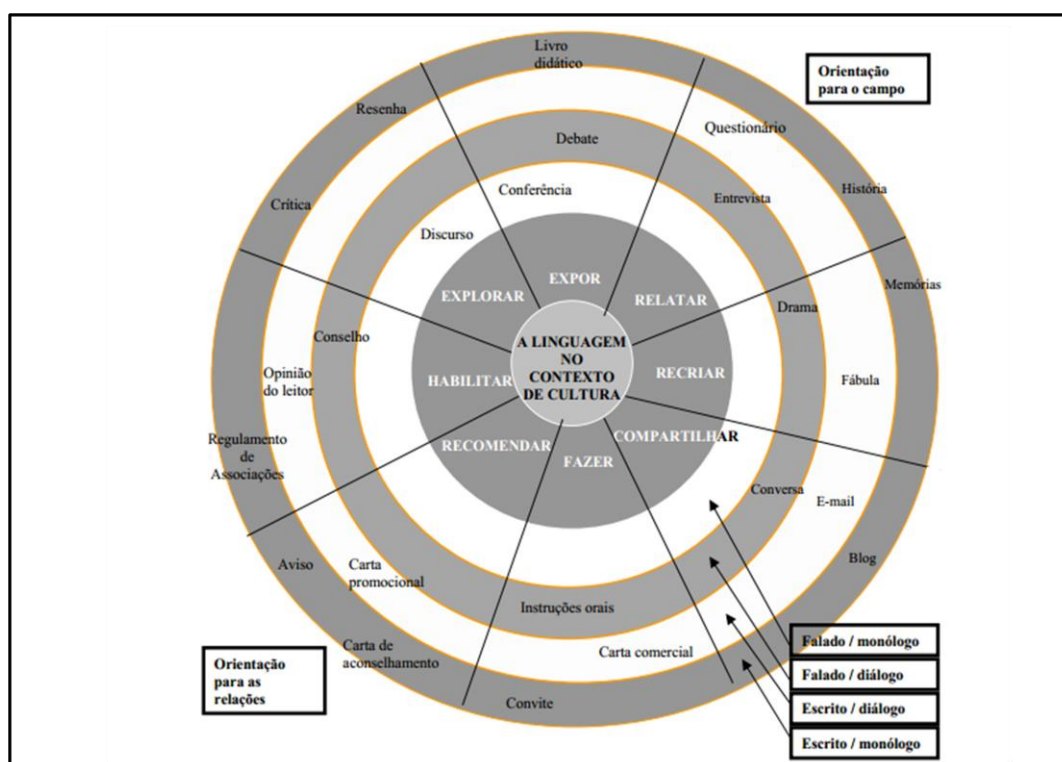 Livro
didático
Orientação
para o campo
Resenha
Questionário
Debate
Crítica
Conferência
Entrevista
História
Discurso
EXPOR
EXPLORAR
RELATAR
Memórias
Drama
Conselho
A LINGUAGEM
NO
CONTEXTO
DE CULTURA
Opinião
do leitor
HABILITAR
RECRIAR
Fábula
Regulamento
de
Associações
RECOMENDAR
FAZER
COMPARTILHAR
Conversa
E-mail
Aviso
Carta
promocional
Blog
Instruções orais
Carta de
aconselhamento
Carta comercial
Convite
Orientação
para as
relações
Falado / monólogo
Falado / diálogo
Escrito / diálogo
Escrito / monólogo